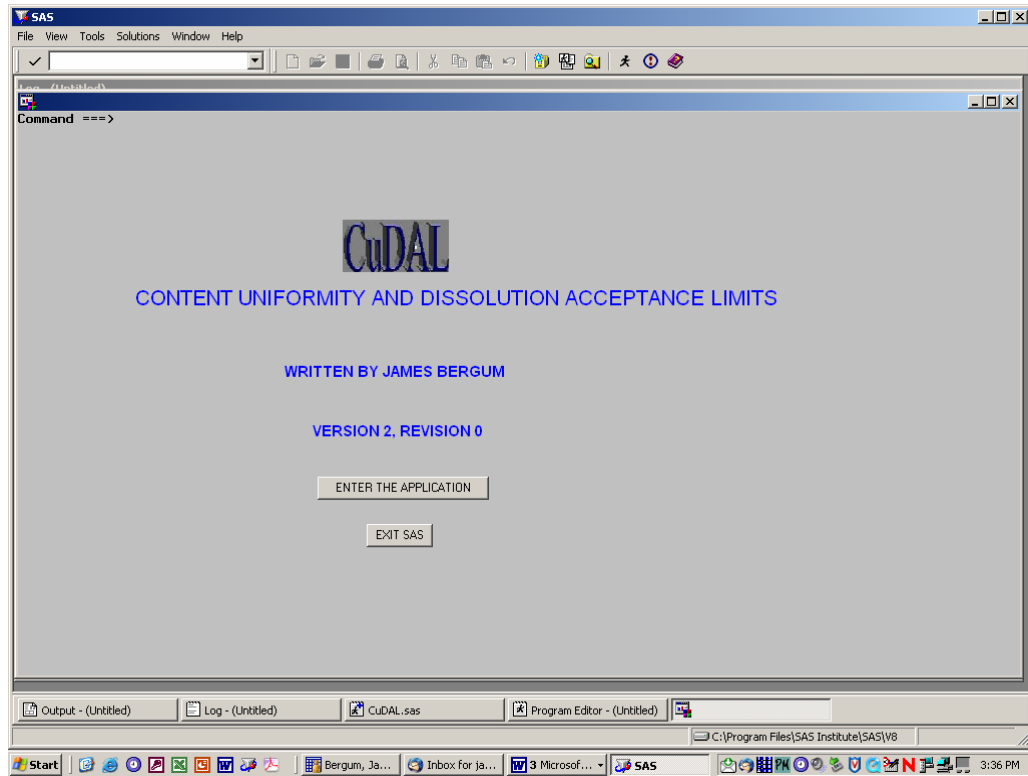 SAS
File View Tools Solutions Window Help
Log - (Untitled)
Command ===>
CuDAL
CONTENT UNIFORMITY AND DISSOLUTION ACCEPTANCE LIMITS
WRITTEN BY JAMES BERGUM
VERSION 2, REVISION 0
ENTER THE APPLICATION
EXIT SAS
Output - (Untitled) Log - (Untitled) CuDAL.sas Program Editor - (Untitled)
C:\Program Files\SAS Institute\SAS\V8
Start Bergum, Ja... Inbox for ja... 3 Microsof... SAS 3:36 PM